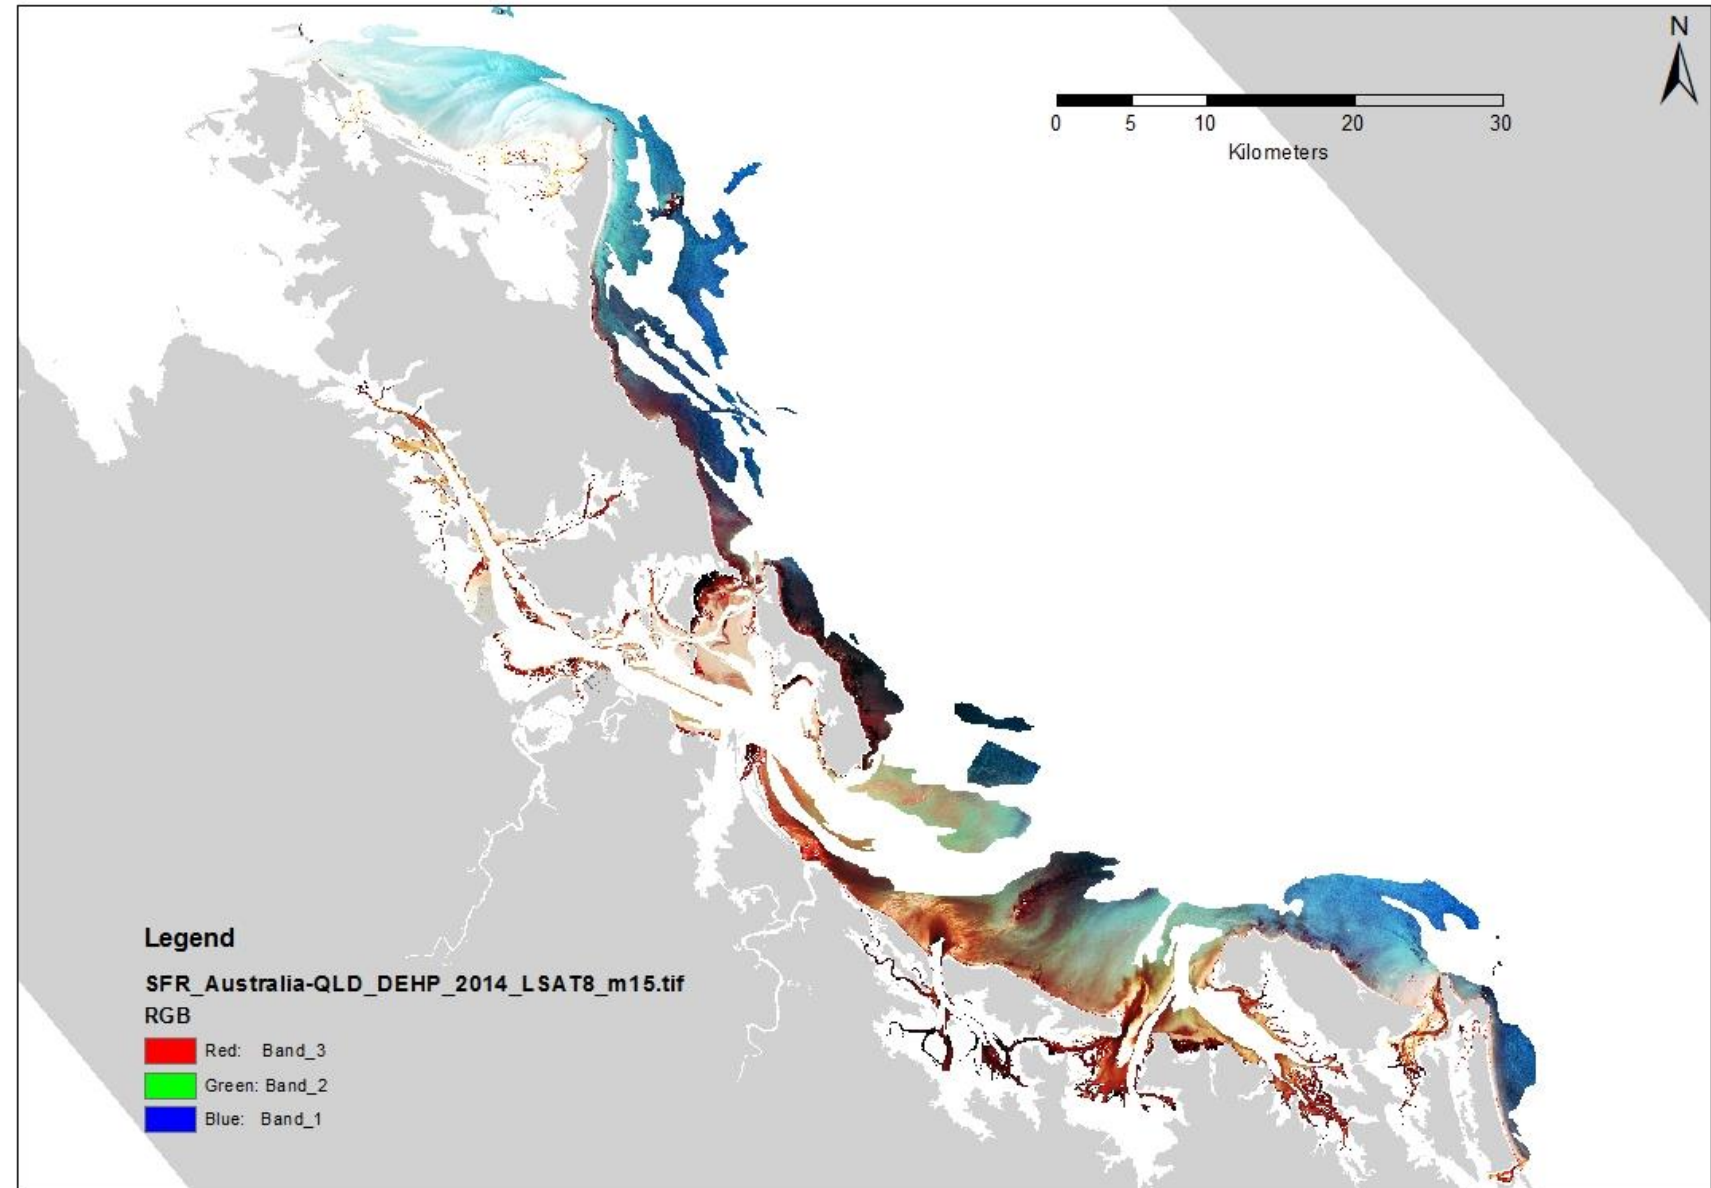 N
0 5 10 20 30
Kilometers
Legend
SFR_Australia-QLD_DEHP_2014_LSAT8_m15.tif
RGB
Red: Band_3
Green: Band_2
Blue: Band_1